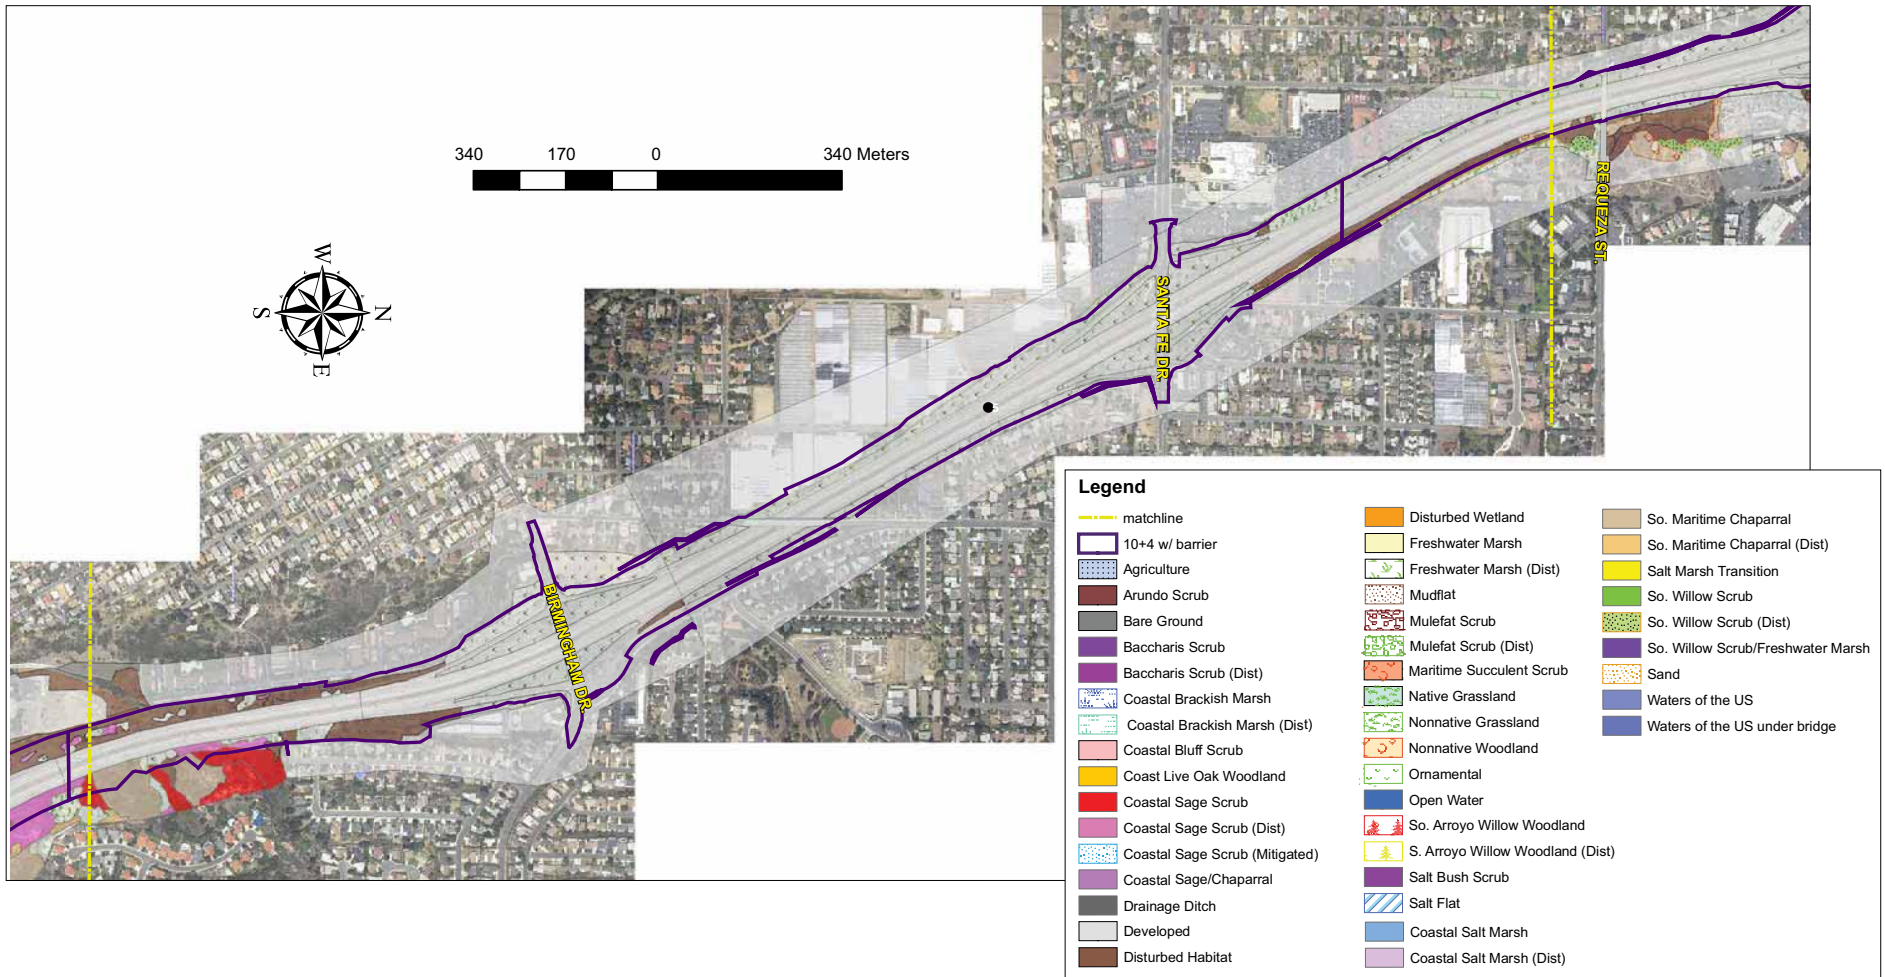 340 170 0 340 Meters
W
N
S
E
REQUEZA ST.
SANTA FE DR.
BIRMINGHAM DR.
Legend
matchline
10+4 w/ barrier
Agriculture
Arundo Scrub
Bare Ground
Baccharis Scrub
Baccharis Scrub (Dist)
Coastal Brackish Marsh
Coastal Brackish Marsh (Dist)
Coastal Bluff Scrub
Coast Live Oak Woodland
Coastal Sage Scrub
Coastal Sage Scrub (Dist)
Coastal Sage Scrub (Mitigated)
Coastal Sage/Chaparral
Drainage Ditch
Developed
Disturbed Habitat
Disturbed Wetland
Freshwater Marsh
Freshwater Marsh (Dist)
Mudflat
Mulefat Scrub
Mulefat Scrub (Dist)
Maritime Succulent Scrub
Native Grassland
Nonnative Grassland
Nonnative Woodland
Ornamental
Open Water
So. Arroyo Willow Woodland
S. Arroyo Willow Woodland (Dist)
Salt Bush Scrub
Salt Flat
Coastal Salt Marsh
Coastal Salt Marsh (Dist)
So. Maritime Chaparral
So. Maritime Chaparral (Dist)
Salt Marsh Transition
So. Willow Scrub
So. Willow Scrub (Dist)
So. Willow Scrub/Freshwater Marsh
Sand
Waters of the US
Waters of the US under bridge